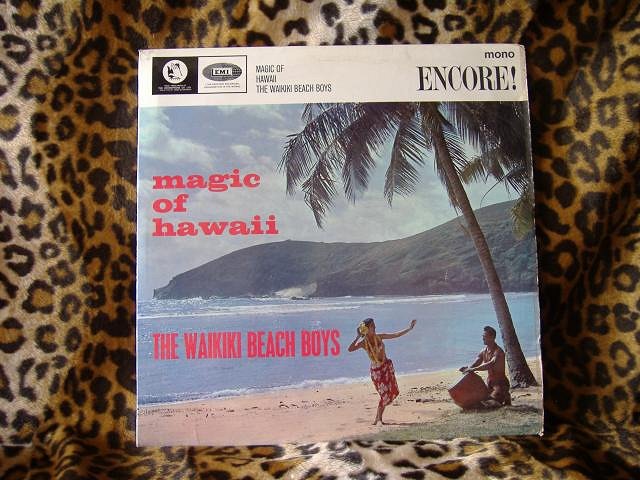 mono
EMI
MAGIC OF
HAWAII
THE WAIKIKI BEACH BOYS
ENCORE!
magic
of
hawaii
THE WAIKIKI BEACH BOYS